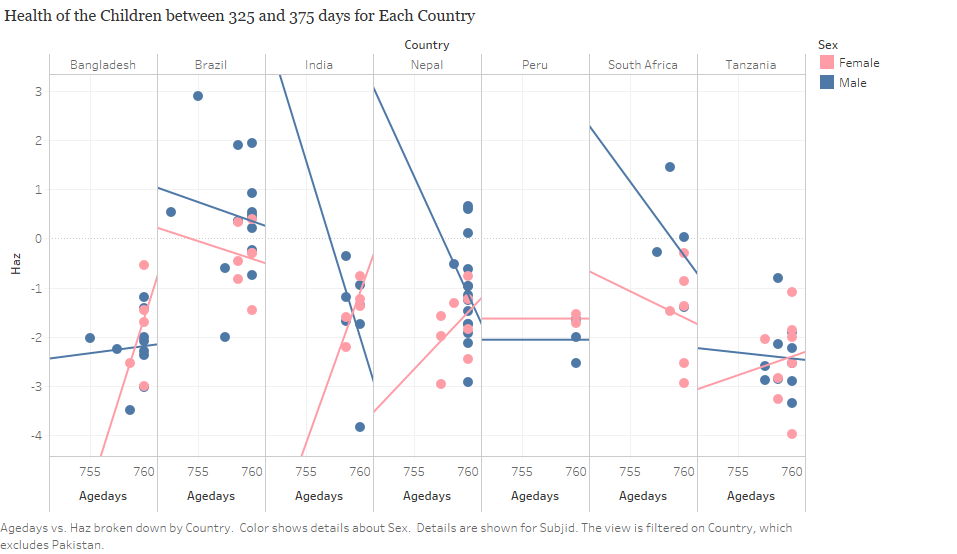 Health of the Children between 325 and 375 days for Each Country
Country
Sex
Bangladesh Brazil India Nepal Peru South Africa Tanzania
Female
Male
3
2
1
0
-1
-2
-3
-4
Haz
755 760 755 760 755 760 755 760 755 760 755 760 755 760
Agedays Agedays Agedays Agedays Agedays Agedays Agedays
Agedays vs. Haz broken down by Country. Color shows details about Sex. Details are shown for Subjid. The view is filtered on Country, which
excludes Pakistan.